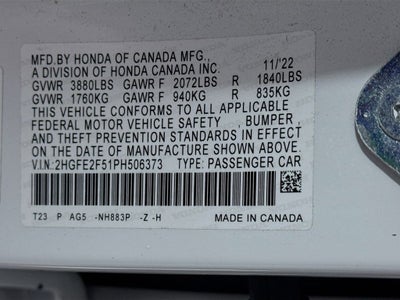 MFD.BY HONDA OF CANADA MFG.,
A DIVISION OF HONDA CANADA INC. 11/'22
GVWR 3880LBS GAWR F 2072LBS R 1840LBS
GVWR 1760KG GAWR F 940KG R 835KG
THIS VEHICLE CONFORMS TO ALL APPLICABLE
FEDERAL MOTOR VEHICLE SAFETY , BUMPER ,
AND THEFT PREVENTION STANDARDS IN EFFECT
ON THE DATE OF MANUFACTURE SHOWN ABOVE.
V.I.N:2HGFE2F51PH506373 TYPE: PASSENGER CAR
T23 P AG5 -NH883P -Z -H MADE IN CANADA